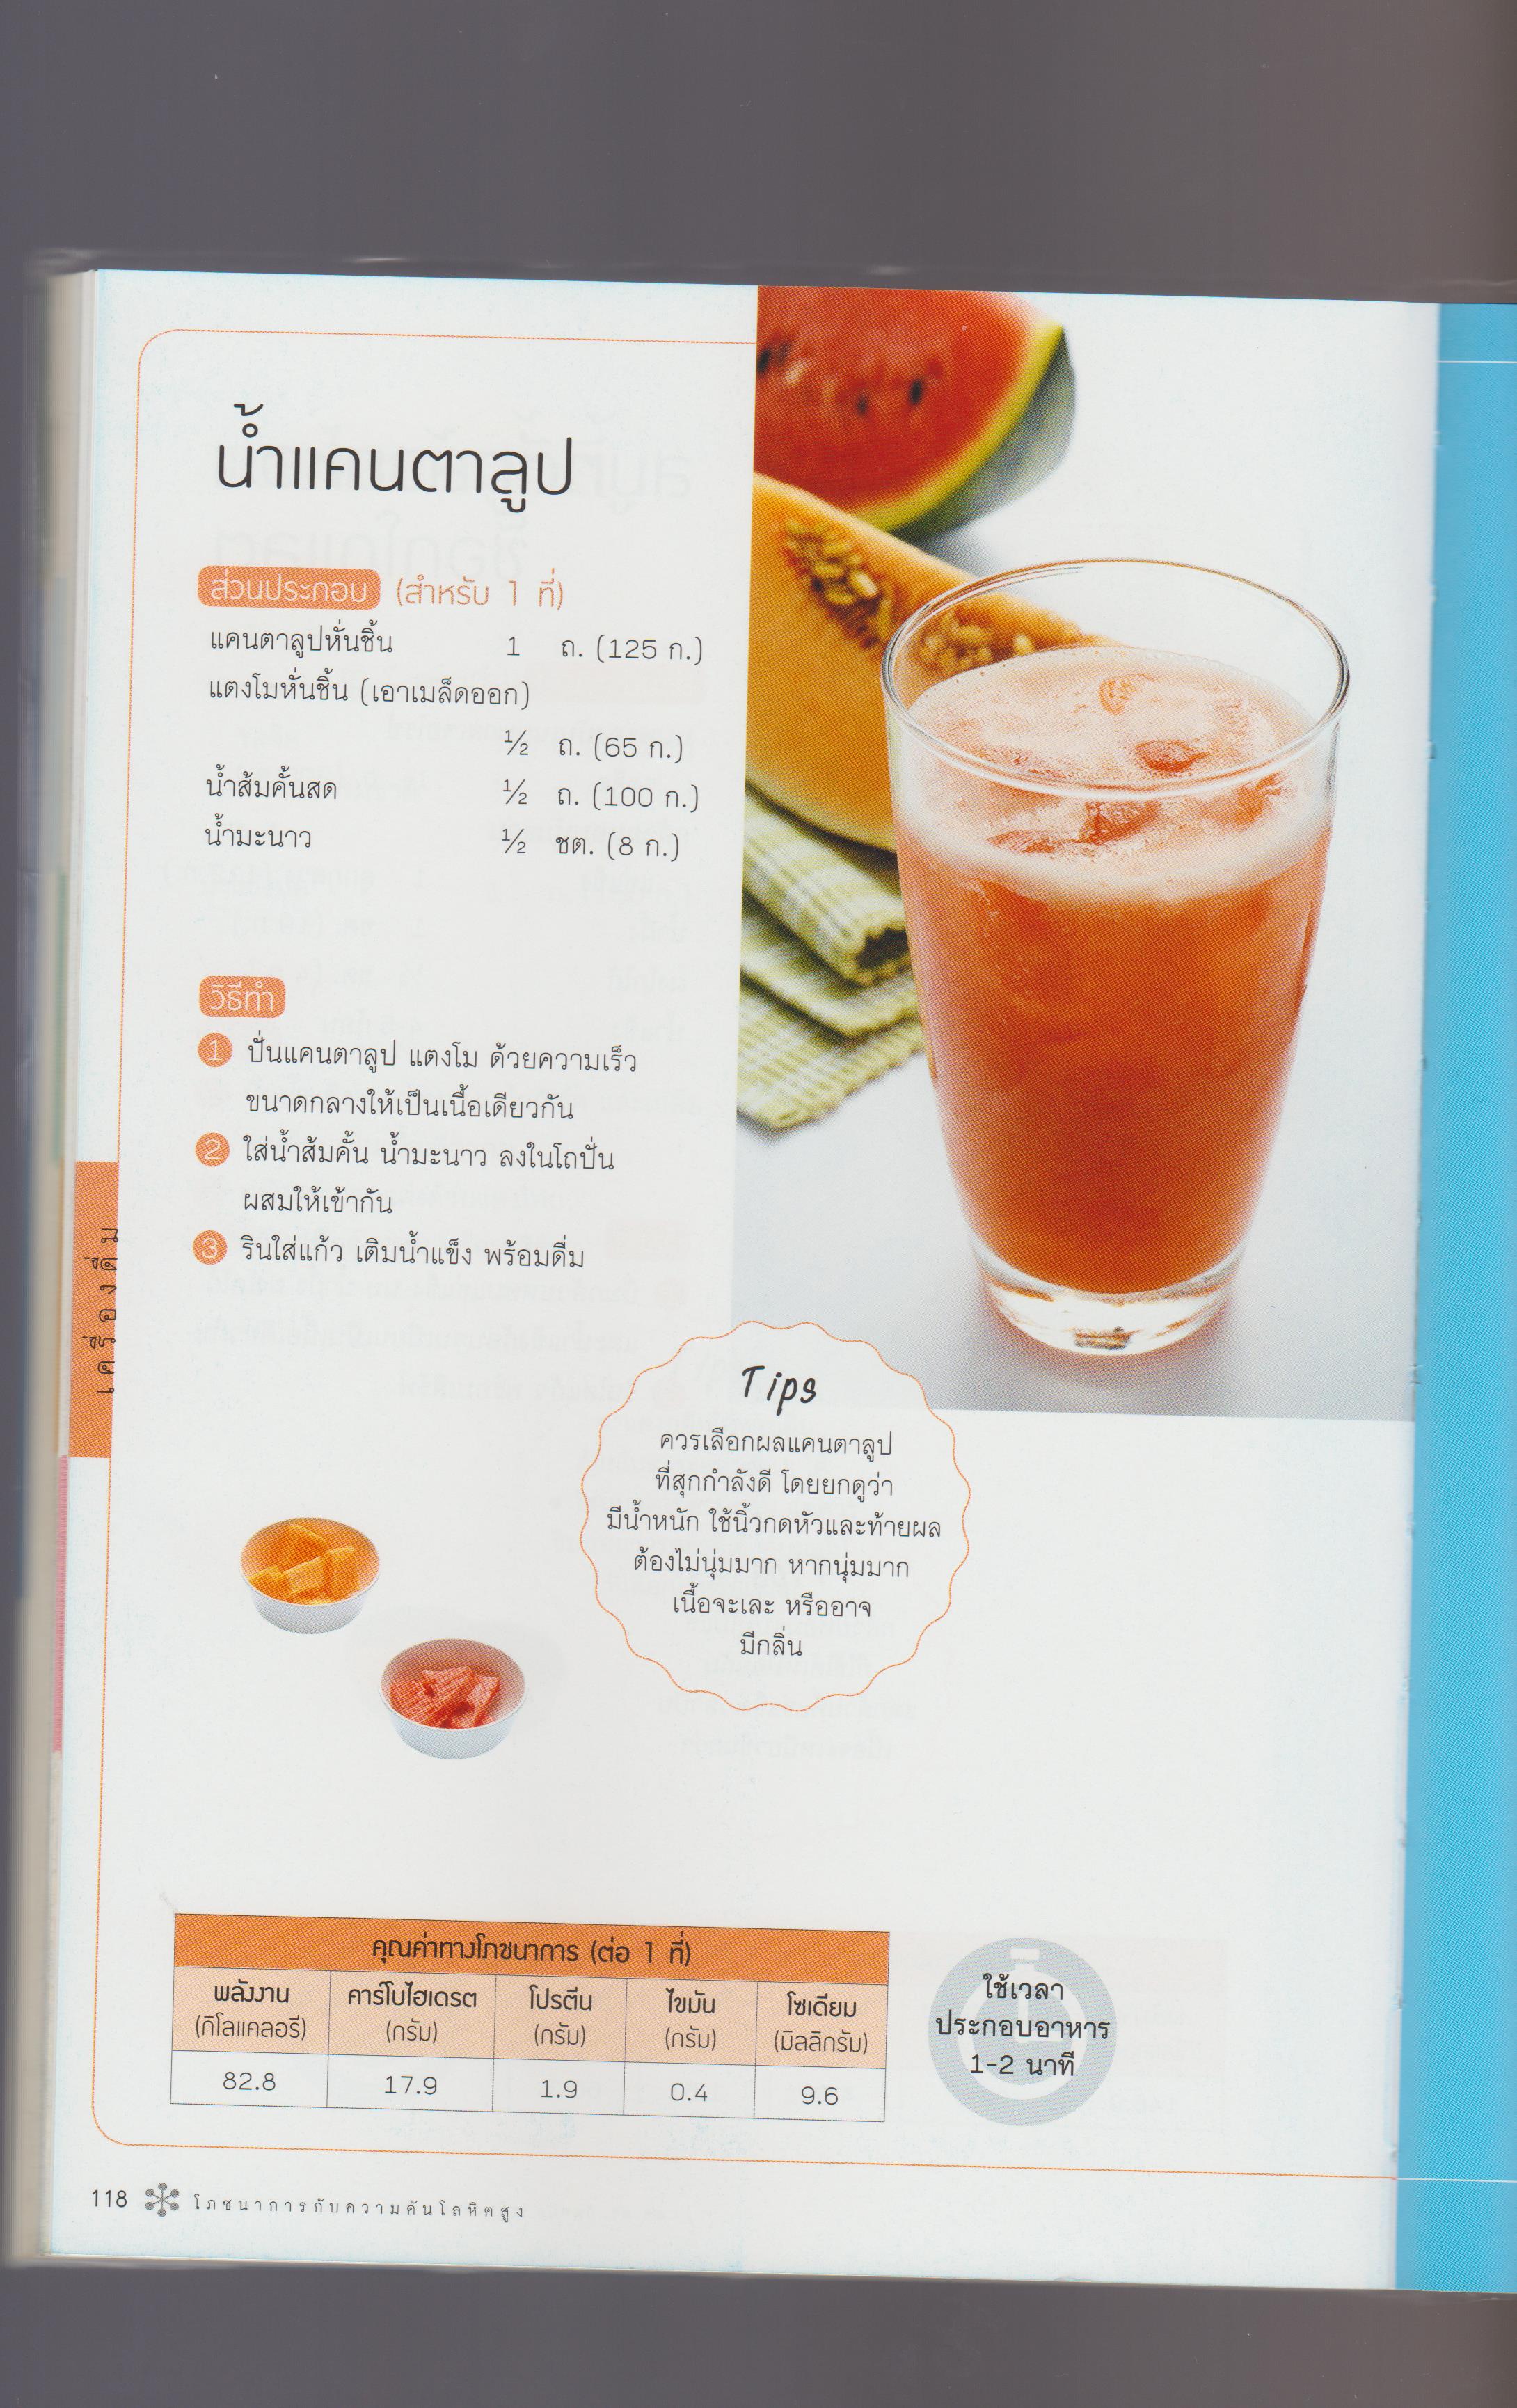 น้ำแคนตาลูป
ส่วนประกอบ (สำหรับ 1 ที่)
แคนตาลูปหั่นชิ้น 1 ถ. (125 ก.)
แตงโมหั่นชิ้น (เอาเมล็ดออก)
½ ถ. (65 ก.)
น้ำส้มคั้นสด ½ ถ. (100 ก.)
น้ำมะนาว ½ ชต. (8 ก.)
วิธีทำ
1 ปั่นแคนตาลูป แตงโม ด้วยความเร็ว
ขนาดกลางให้เป็นเนื้อเดียวกัน
2 ใส่น้ำส้มคั้น น้ำมะนาว ลงในโถปั่น
ผสมให้เข้ากัน
3 รินใส่แก้ว เติมน้ำแข็ง พร้อมดื่ม
เครื่องดื่ม
Tips
ควรเลือกผลแคนตาลูป
ที่สุกกำลังดี โดยยกดูว่า
มีน้ำหนัก ใช้นิ้วกดหัวและท้ายผล
ต้องไม่นุ่มมาก หากนุ่มมาก
เนื้อจะเละ หรืออาจ
มีกลิ่น
คุณค่าทางโภชนาการ (ต่อ 1 ที่)
พลังงาน คาร์โบไฮเดรต โปรตีน ไขมัน โซเดียม
(กิโลแคลอรี) (กรัม) (กรัม) (กรัม) (มิลลิกรัม)
82.8 17.9 1.9 0.4 9.6
ใช้เวลา
ประกอบอาหาร
1-2 นาที
118 โภชนาการกับความดันโลหิตสูง